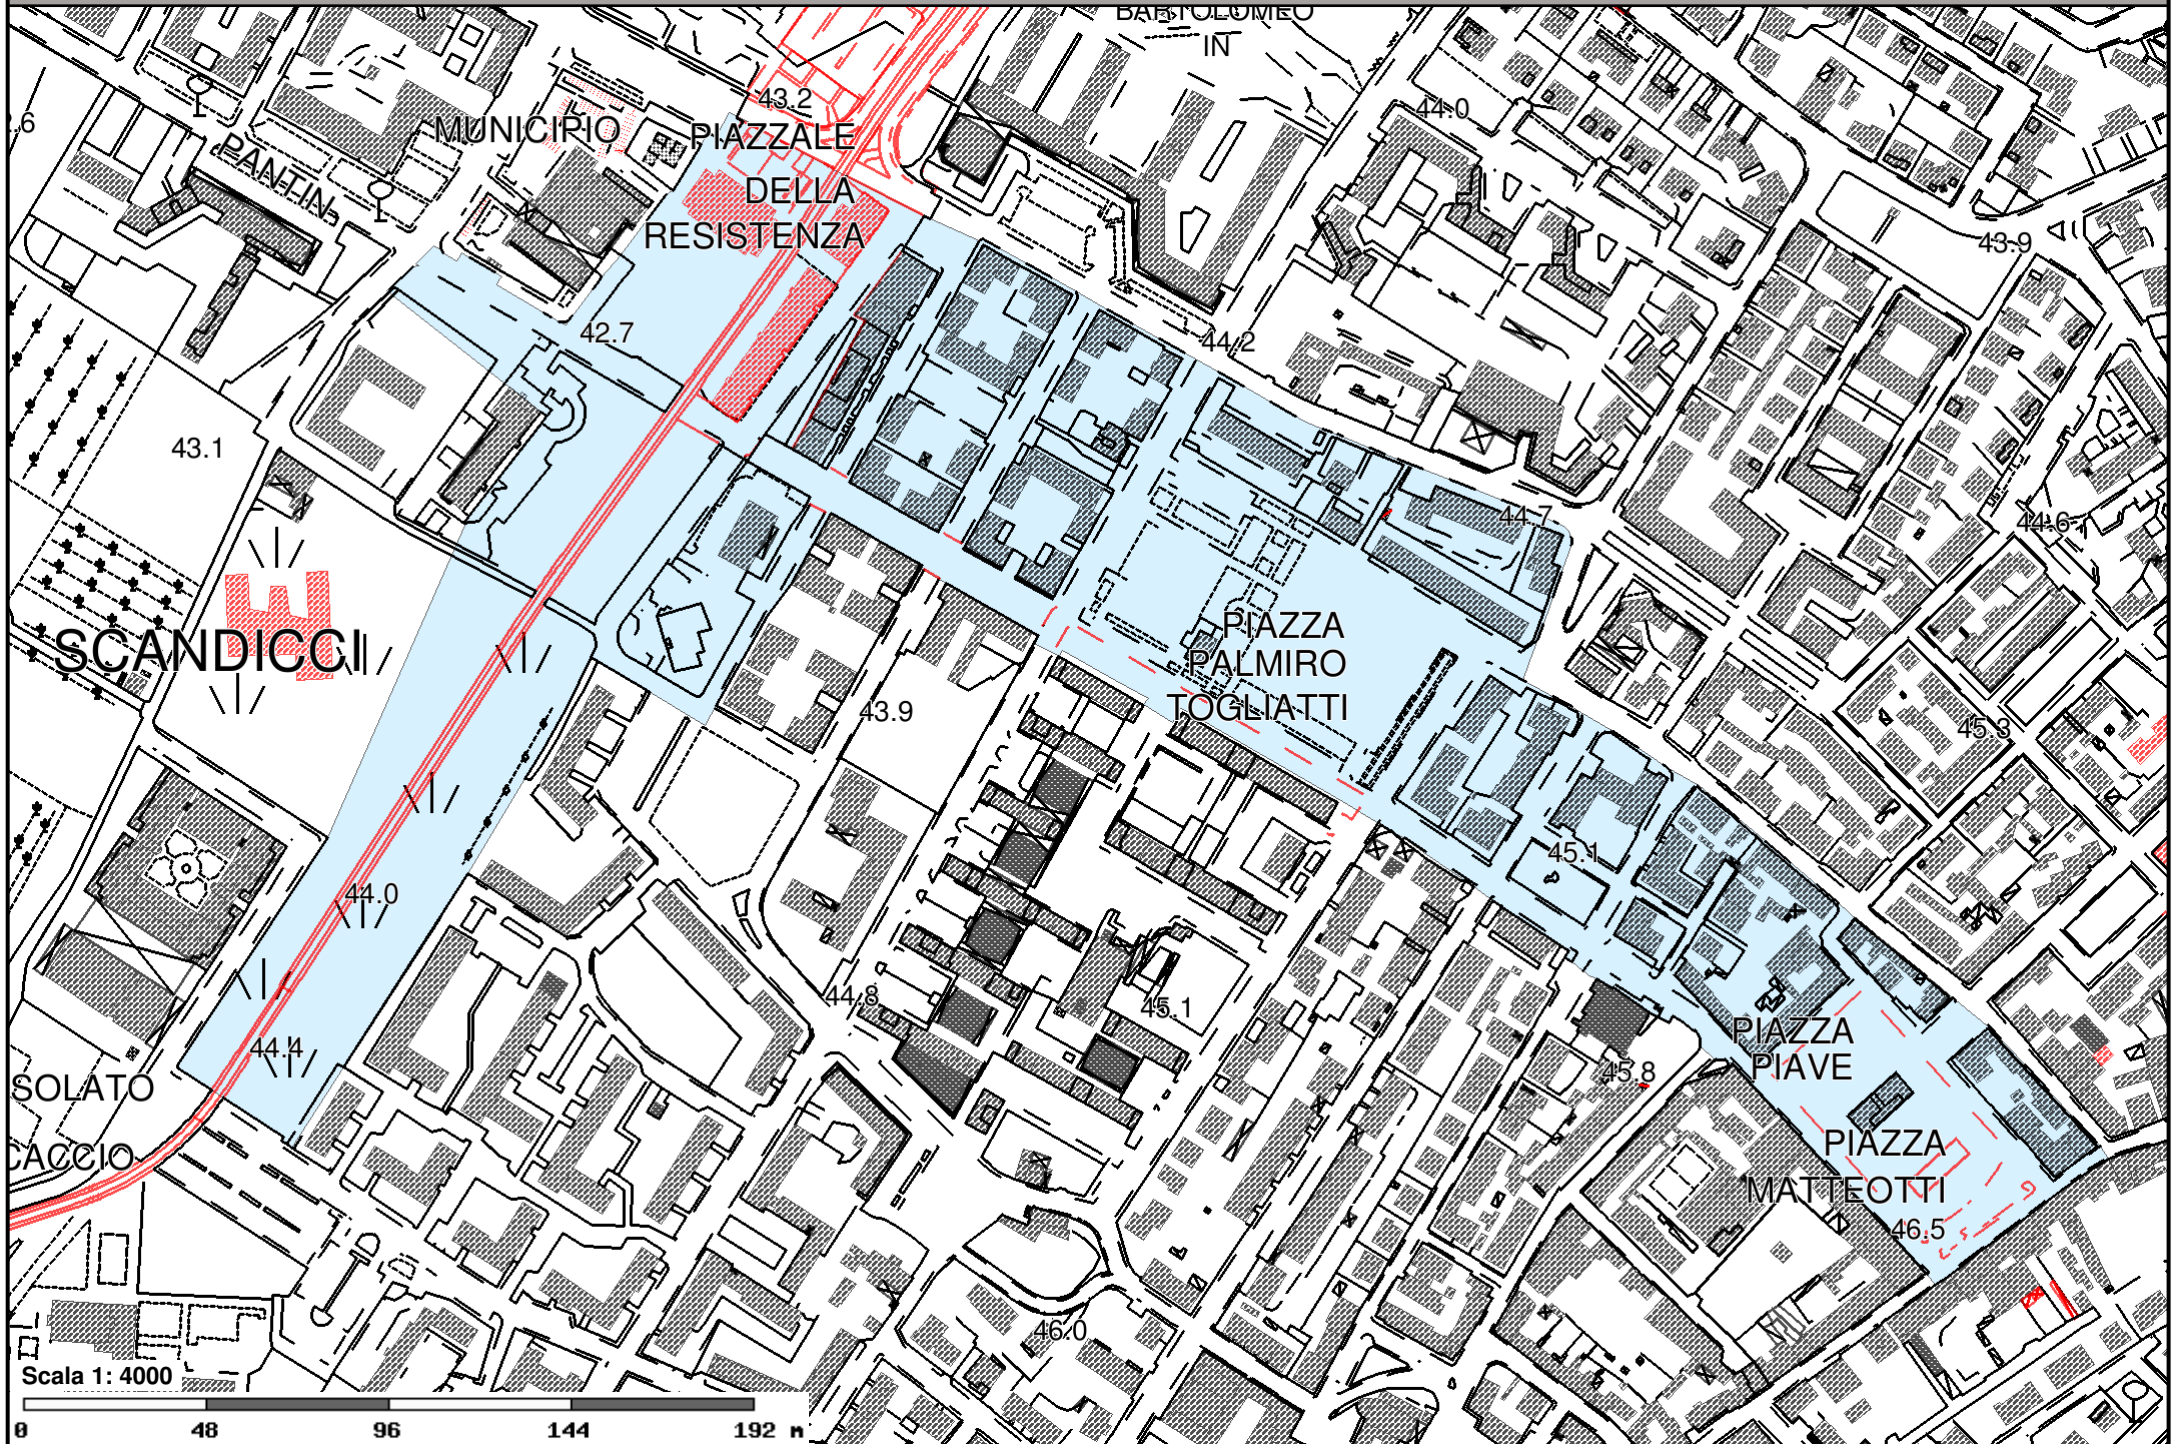 BARTOLOMEO
IN
43.2
44.0
MUNICIPIO
PIAZZALE
DELLA
RESISTENZA
PANTIN
43.9
42.7
44.2
43.1
44.7
44.6
SCANDICCI
PIAZZA
PALMIRO
TOGLIATTI
43.9
45.3
45.1
44.0
44.8
45.1
44.4
PIAZZA
PIAVE
45.8
SOLATO
CACCIO
PIAZZA
MATTEOTTI
46.5
46.0
Scala 1: 4000
0 48 96 144 192 m